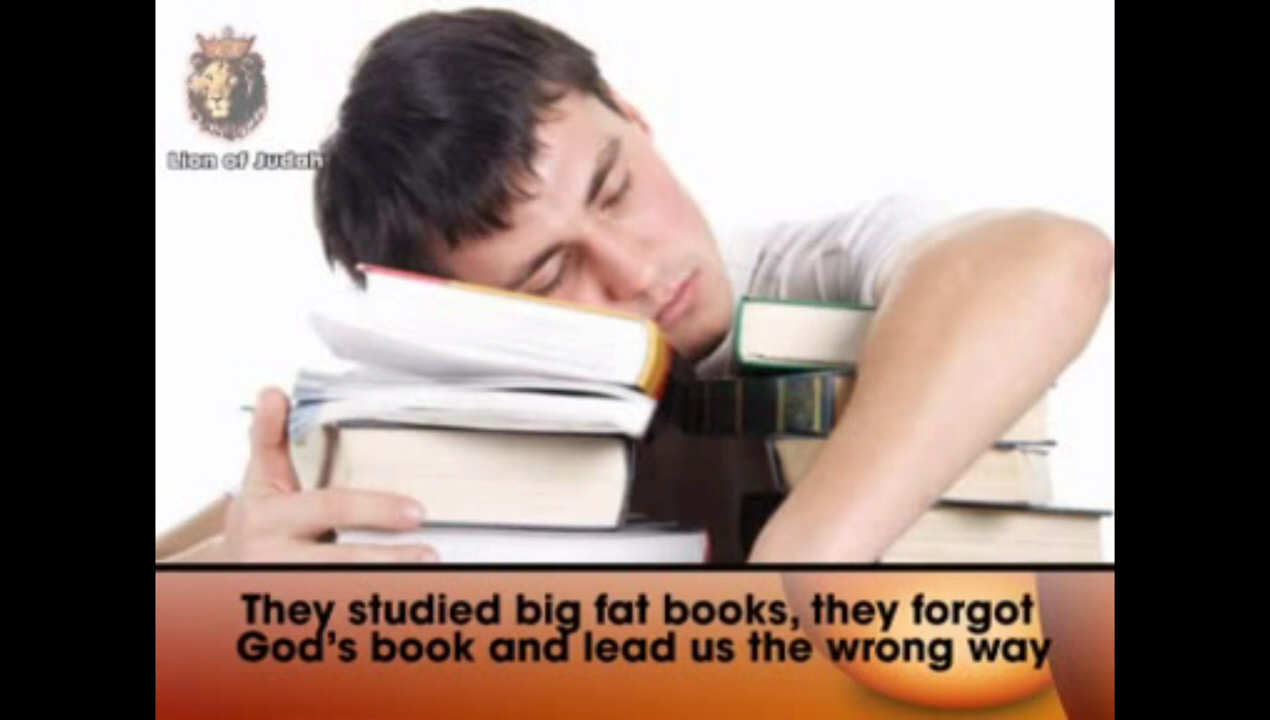 Lion of Judah
They studied big fat books, they forgot
God's book and lead us the wrong way